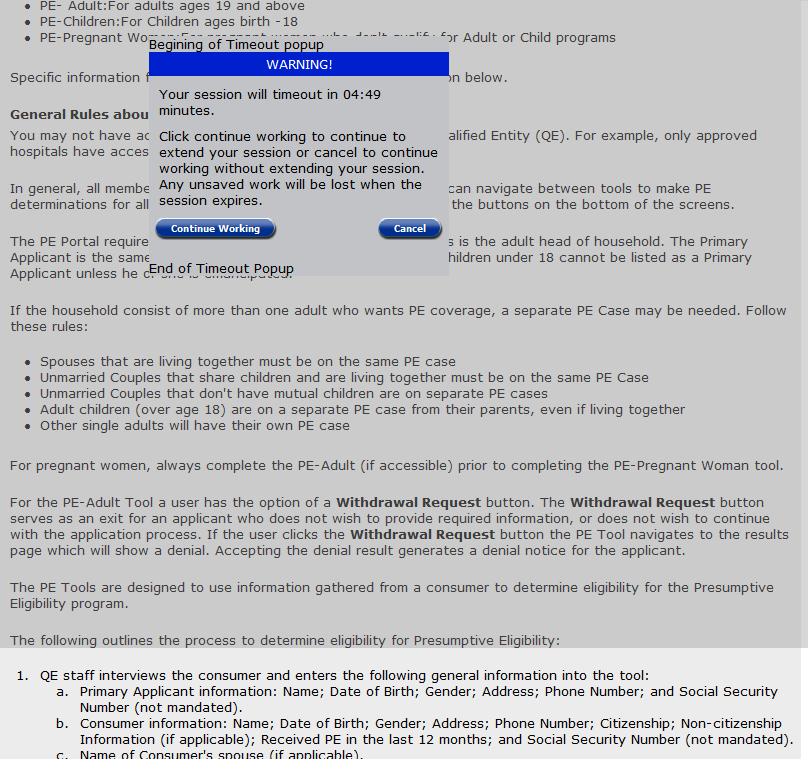 PE- Adult:For adults ages 19 and above
PE-Children:For Children ages birth -18
PE-Pregnant Women:For pregnant women who don't qualify for Adult or Child programs
Begining of Timeout popup
WARNING!
Your session will timeout in 04:49
minutes.
Click continue working to continue to
extend your session or cancel to continue
working without extending your session.
Any unsaved work will be lost when the
session expires.
Continue Working
Cancel
End of Timeout Popup
Specific information on below.
General Rules abou
You may not have ac alified Entity (QE). For example, only approved
hospitals have acces
In general, all membe can navigate between tools to make PE
determinations for all the buttons on the bottom of the screens.
The PE Portal require s is the adult head of household. The Primary
Applicant is the same hildren under 18 cannot be listed as a Primary
Applicant unless he or she is emancipated.
If the household consist of more than one adult who wants PE coverage, a separate PE Case may be needed. Follow
these rules:
Spouses that are living together must be on the same PE case
Unmarried Couples that share children and are living together must be on the same PE Case
Unmarried Couples that don't have mutual children are on separate PE cases
Adult children (over age 18) are on a separate PE case from their parents, even if living together
Other single adults will have their own PE case
For pregnant women, always complete the PE-Adult (if accessible) prior to completing the PE-Pregnant Woman tool.
For the PE-Adult Tool a user has the option of a Withdrawal Request button. The Withdrawal Request button
serves as an exit for an applicant who does not wish to provide required information, or does not wish to continue
with the application process. If the user clicks the Withdrawal Request button the PE Tool navigates to the results
page which will show a denial. Accepting the denial result generates a denial notice for the applicant.
The PE Tools are designed to use information gathered from a consumer to determine eligibility for the Presumptive
Eligibility program.
The following outlines the process to determine eligibility for Presumptive Eligibility:
1. QE staff interviews the consumer and enters the following general information into the tool:
a. Primary Applicant information: Name; Date of Birth; Gender; Address; Phone Number; and Social Security
Number (not mandated).
b. Consumer information: Name; Date of Birth; Gender; Address; Phone Number; Citizenship; Non-citizenship
Information (if applicable); Received PE in the last 12 months; and Social Security Number (not mandated).
c. Name of Consumer's spouse (if applicable).